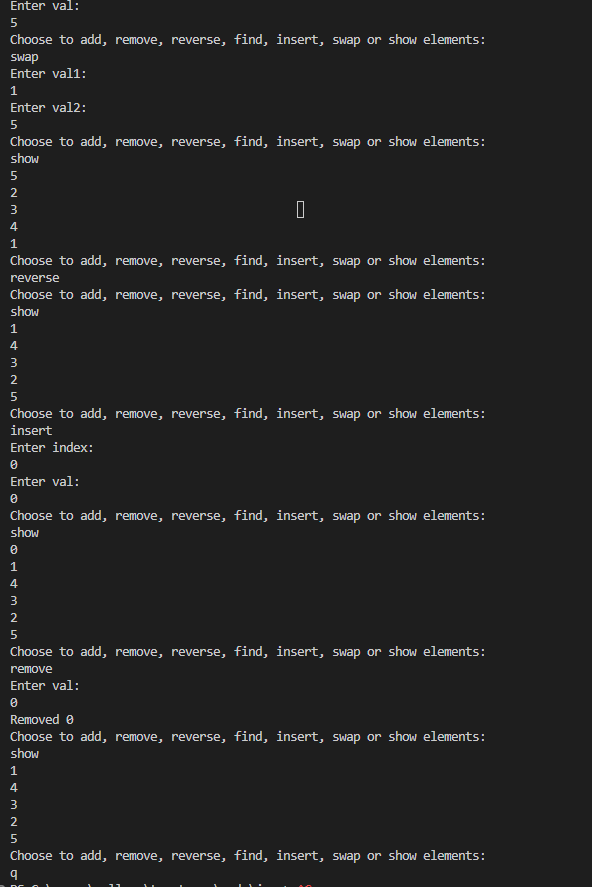 Enter val:
5
Choose to add, remove, reverse, find, insert, swap or show elements:
swap
Enter val1:
1
Enter val2:
5
Choose to add, remove, reverse, find, insert, swap or show elements:
show
5
2
3
4
1
Choose to add, remove, reverse, find, insert, swap or show elements:
reverse
Choose to add, remove, reverse, find, insert, swap or show elements:
show
1
4
3
2
5
Choose to add, remove, reverse, find, insert, swap or show elements:
insert
Enter index:
0
Enter val:
0
Choose to add, remove, reverse, find, insert, swap or show elements:
show
0
1
4
3
2
5
Choose to add, remove, reverse, find, insert, swap or show elements:
remove
Enter val:
0
Removed 0
Choose to add, remove, reverse, find, insert, swap or show elements:
show
1
4
3
2
5
Choose to add, remove, reverse, find, insert, swap or show elements:
q